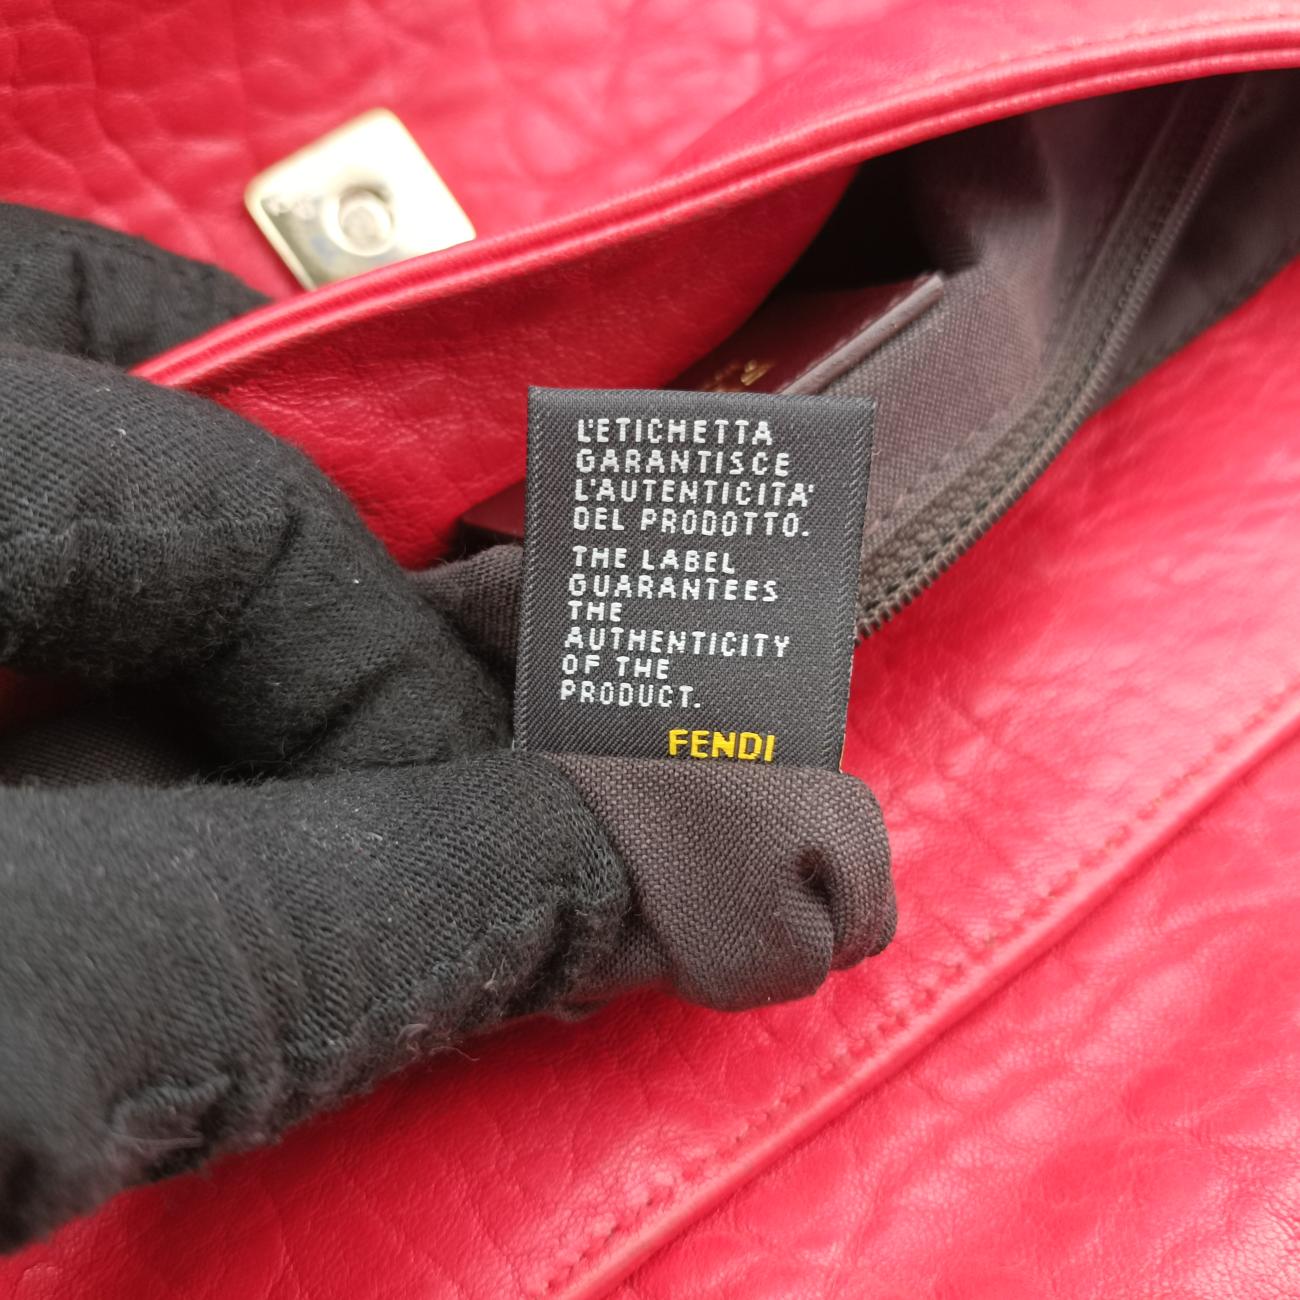 L'ETICHETTA
GARANTISCE
L'AUTENTICITA'
DEL PRODOTTO.
THE LABEL
GUARANTEES
THE
AUTHENTICITY
OF THE
PRODUCT.
FENDI